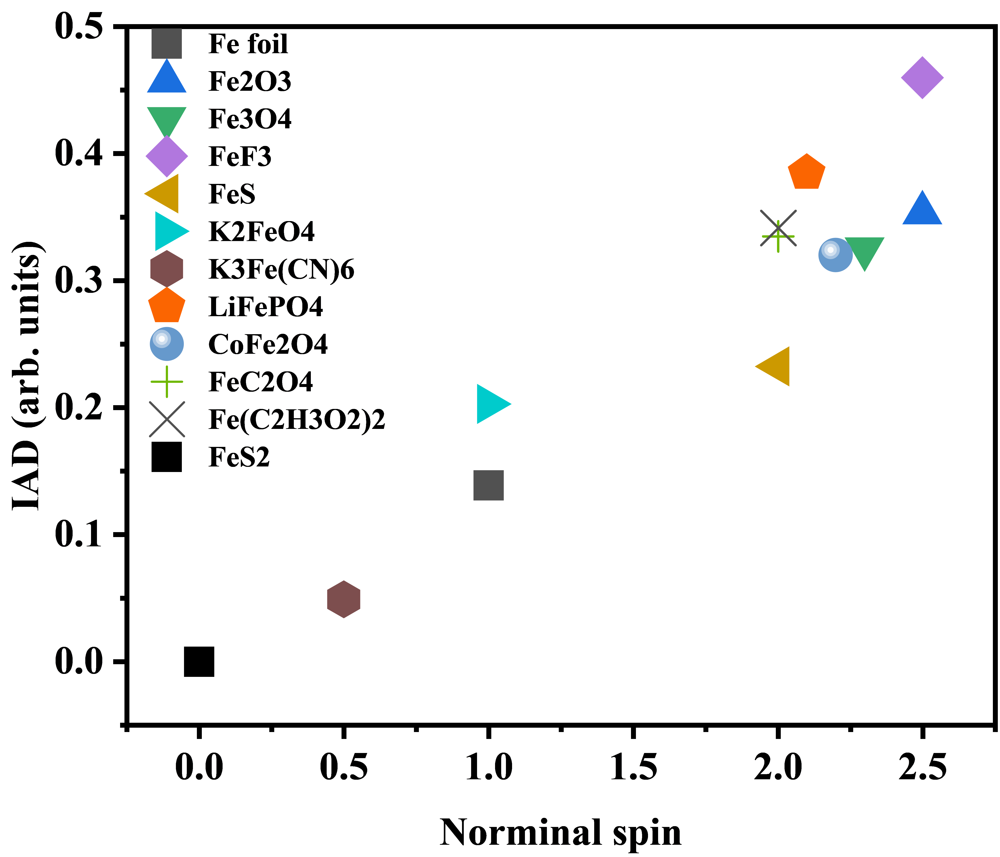 0.5
0.4
0.3
0.2
0.1
0.0
IAD (arb. units)
Fe foil
Fe2O3
Fe3O4
FeF3
FeS
K2FeO4
K3Fe(CN)6
LiFePO4
CoFe2O4
FeC2O4
Fe(C2H3O2)2
FeS2
0.0 0.5 1.0 1.5 2.0 2.5
Norminal spin